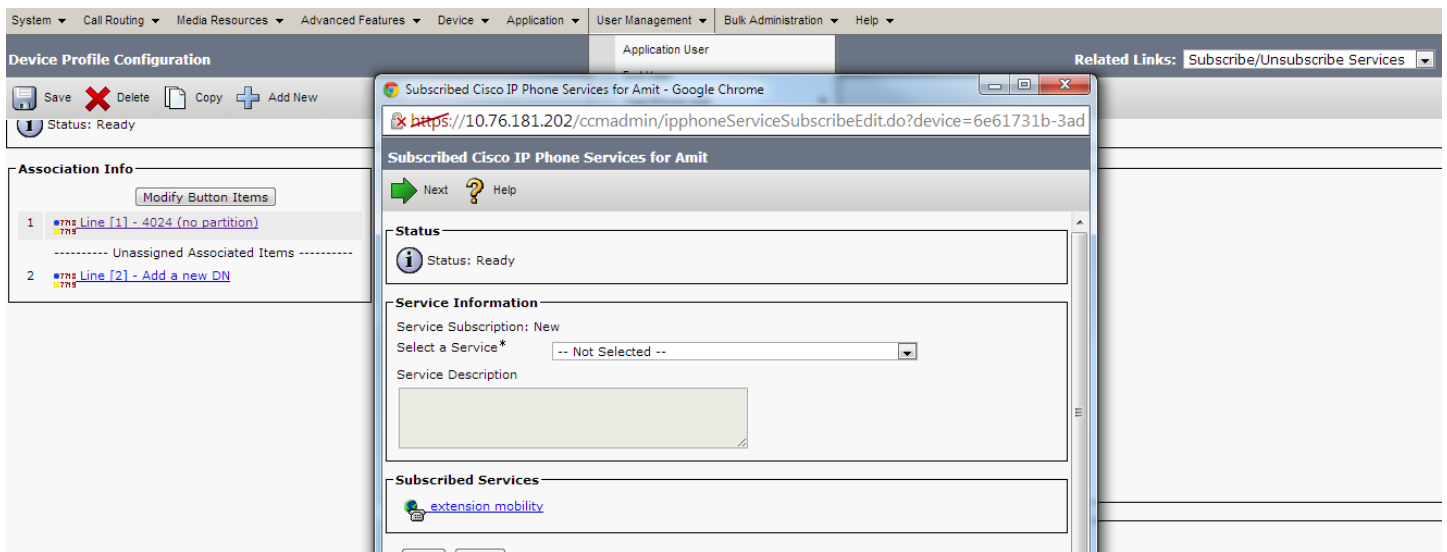 System Call Routing Media Resources Advanced Features Device Application User Management Bulk Administration Help
Application User
Device Profile Configuration
Related Links: Subscribe/Unsubscribe Services
Save Delete Copy Add New
Status: Ready
Association Info
Modify Button Items
1 Line [1] - 4024 (no partition)
---------- Unassigned Associated Items ----------
2 Line [2] - Add a new DN
Subscribed Cisco IP Phone Services for Amit - Google Chrome
https://10.76.181.202/ccmadmin/ipphoneServiceSubscribeEdit.do?device=6e61731b-3ad
Subscribed Cisco IP Phone Services for Amit
Next Help
Status
Status: Ready
Service Information
Service Subscription: New
Select a Service* -- Not Selected --
Service Description
Subscribed Services
extension mobility